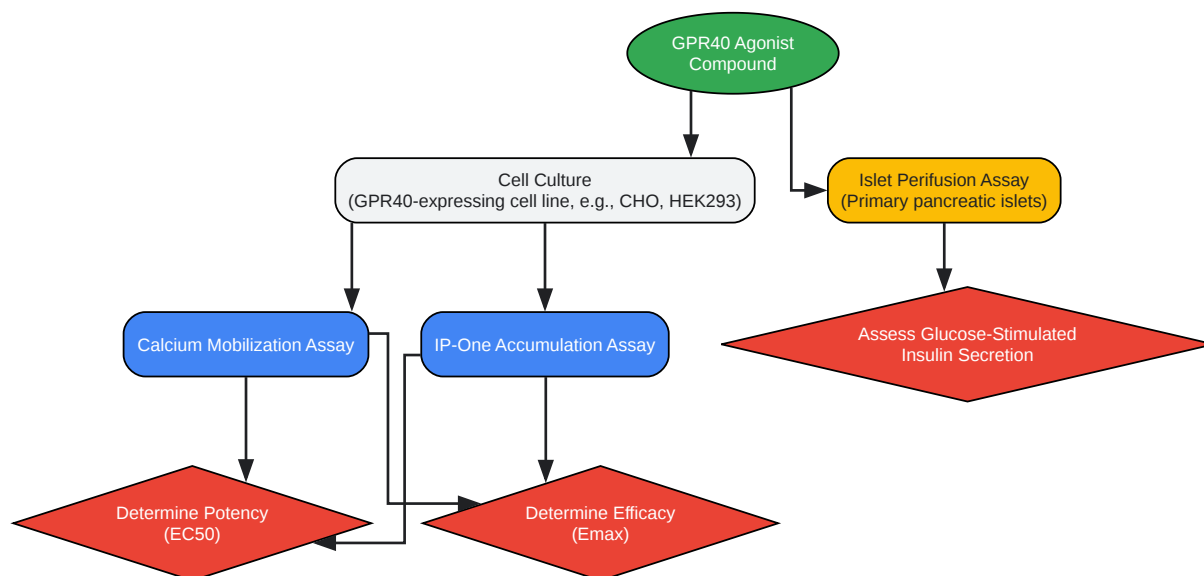 GPR40 Agonist
Compound
Cell Culture
(GPR40-expressing cell line, e.g., CHO, HEK293)
Islet Perifusion Assay
(Primary pancreatic islets)
Calcium Mobilization Assay
IP-One Accumulation Assay
Assess Glucose-Stimulated
Insulin Secretion
Determine Potency
(EC50)
Determine Efficacy
(Emax)